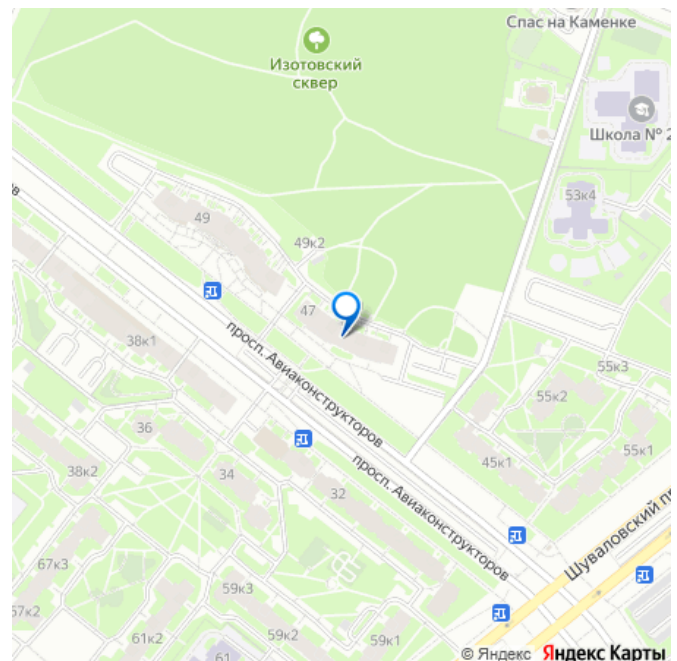 Спас на Каменке
Изотовский
сквер
Школа № 2
53к4
49
49к2
47
38к1
просп. Авиаконструкторов
55к3
55к2
36
45к1
55к1
38к2
34
просп. Авиаконструкторов
32
Шуваловский п
67к3
59к3
57к2
61к2
61
59к2
59к1
© Яндекс Яндекс Карты